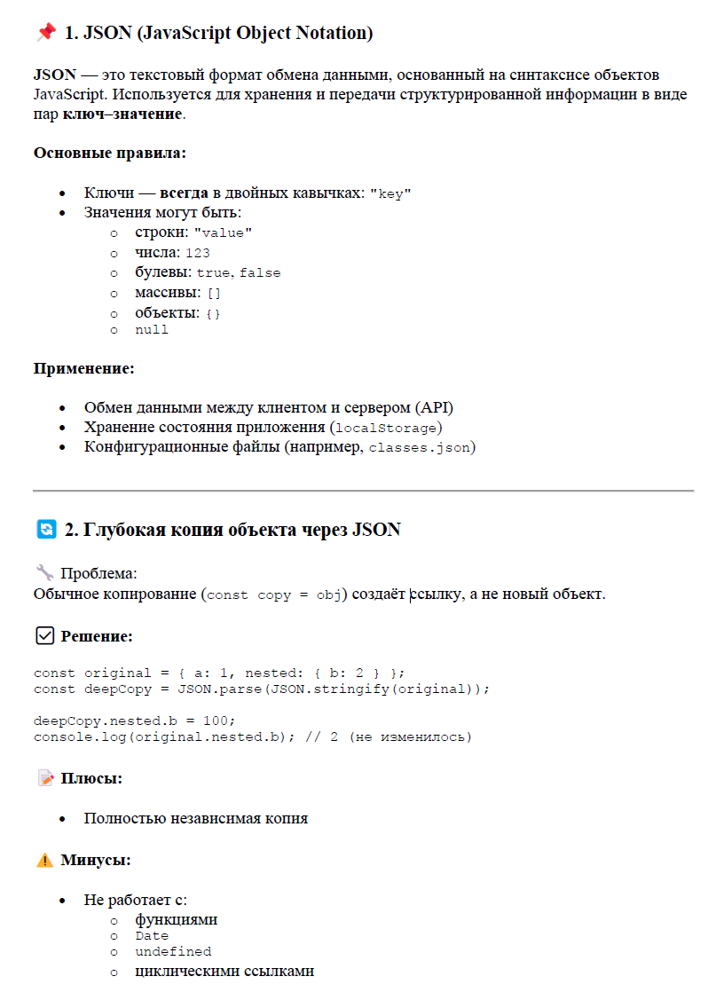 📌 1. JSON (JavaScript Object Notation)
JSON — это текстовый формат обмена данными, основанный на синтаксисе объектов
JavaScript. Используется для хранения и передачи структурированной информации в виде
пар ключ–значение.
Основные правила:
• Ключи — всегда в двойных кавычках: "key"
• Значения могут быть:
o строки: "value"
o числа: 123
o булевы: true, false
o массивы: []
o объекты: {}
o null
Применение:
• Обмен данными между клиентом и сервером (API)
• Хранение состояния приложения (localStorage)
• Конфигурационные файлы (например, classes.json)
🔄 2. Глубокая копия объекта через JSON
🔧 Проблема:
Обычное копирование (const copy = obj) создаёт ссылку, а не новый объект.
☑ Решение:
const original = { a: 1, nested: { b: 2 } };
const deepCopy = JSON.parse(JSON.stringify(original));
deepCopy.nested.b = 100;
console.log(original.nested.b); // 2 (не изменилось)
📝 Плюсы:
• Полностью независимая копия
⚠ Минусы:
• Не работает с:
o функциями
o Date
o undefined
o циклическими ссылками